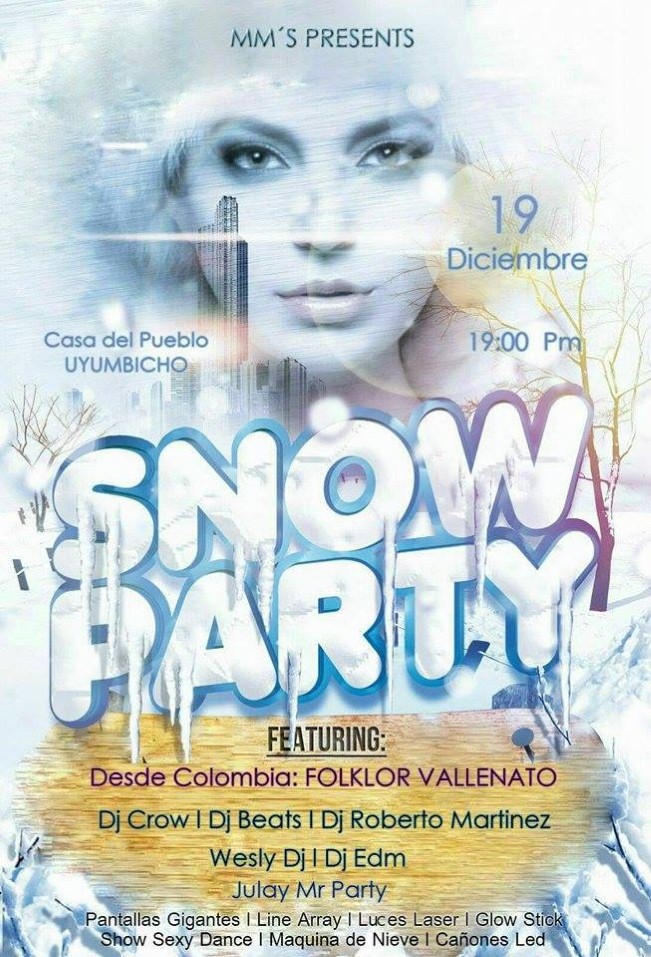 MM´S PRESENTS
19
Diciembre
Casa del Pueblo
UYUMBICHO
19:00 Pm
SNOW
PARTY
FEATURING:
Desde Colombia: FOLKLOR VALLENATO
Dj Crow l Dj Beats l Dj Roberto Martinez
Wesly Dj l Dj Edm
Julay Mr Party
Pantallas Gigantes l Line Array l Luces Laser l Glow Stick
Show Sexy Dance l Maquina de Nieve l Cañones Led